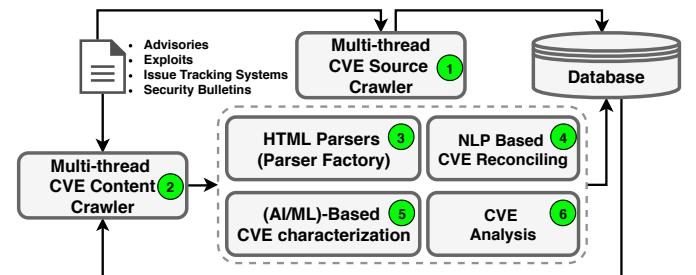 Advisories
Exploits
Issue Tracking Systems
Security Bulletins
Multi-thread
CVE Source
Crawler
1
Database
Multi-thread
CVE Content
Crawler
2
HTML Parsers
(Parser Factory)
3
NLP Based
CVE Reconciling
4
(AI/ML)-Based
CVE characterization
5
CVE
Analysis
6